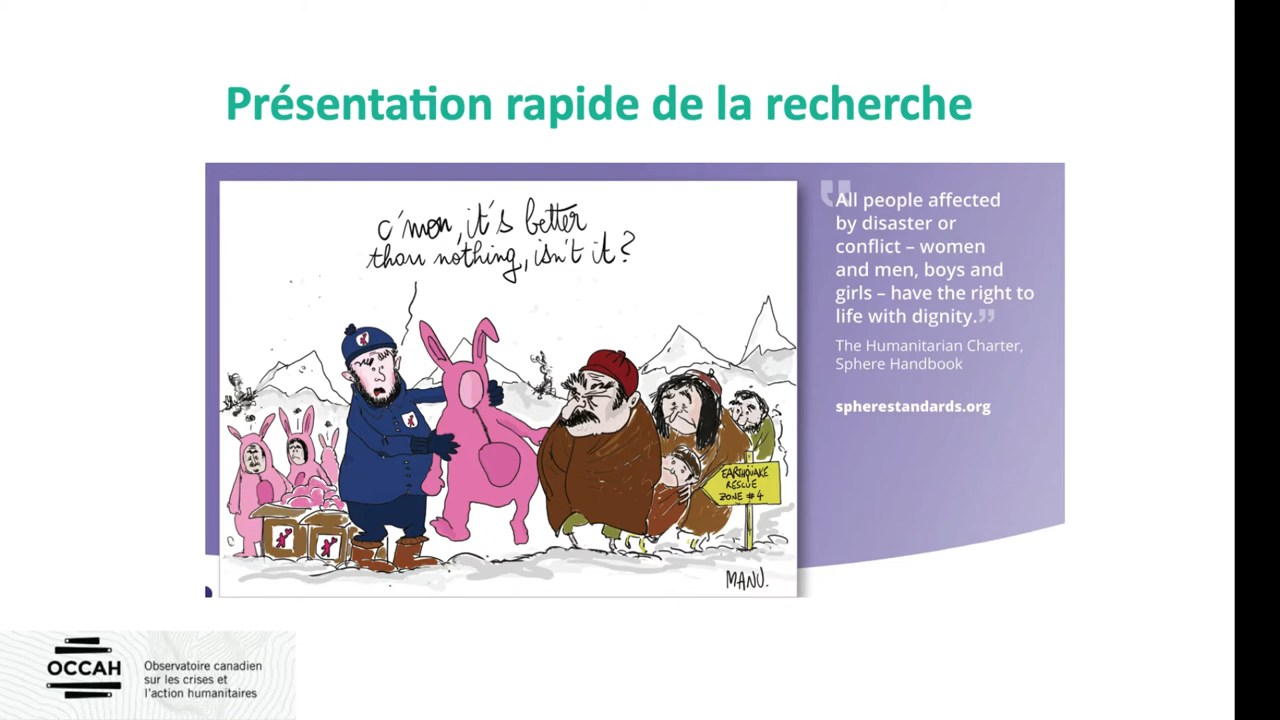 Présentation rapide de la recherche
c'mon, it's better
than nothing, isn't it?
EARTHQUAKE
RESCUE
ZONE #4
MANU.
All people affected
by disaster or
conflict – women
and men, boys and
girls – have the right to
life with dignity.
The Humanitarian Charter,
Sphere Handbook
spherestandards.org
OCCAH
Observatoire canadien
sur les crises et
l'action humanitaires